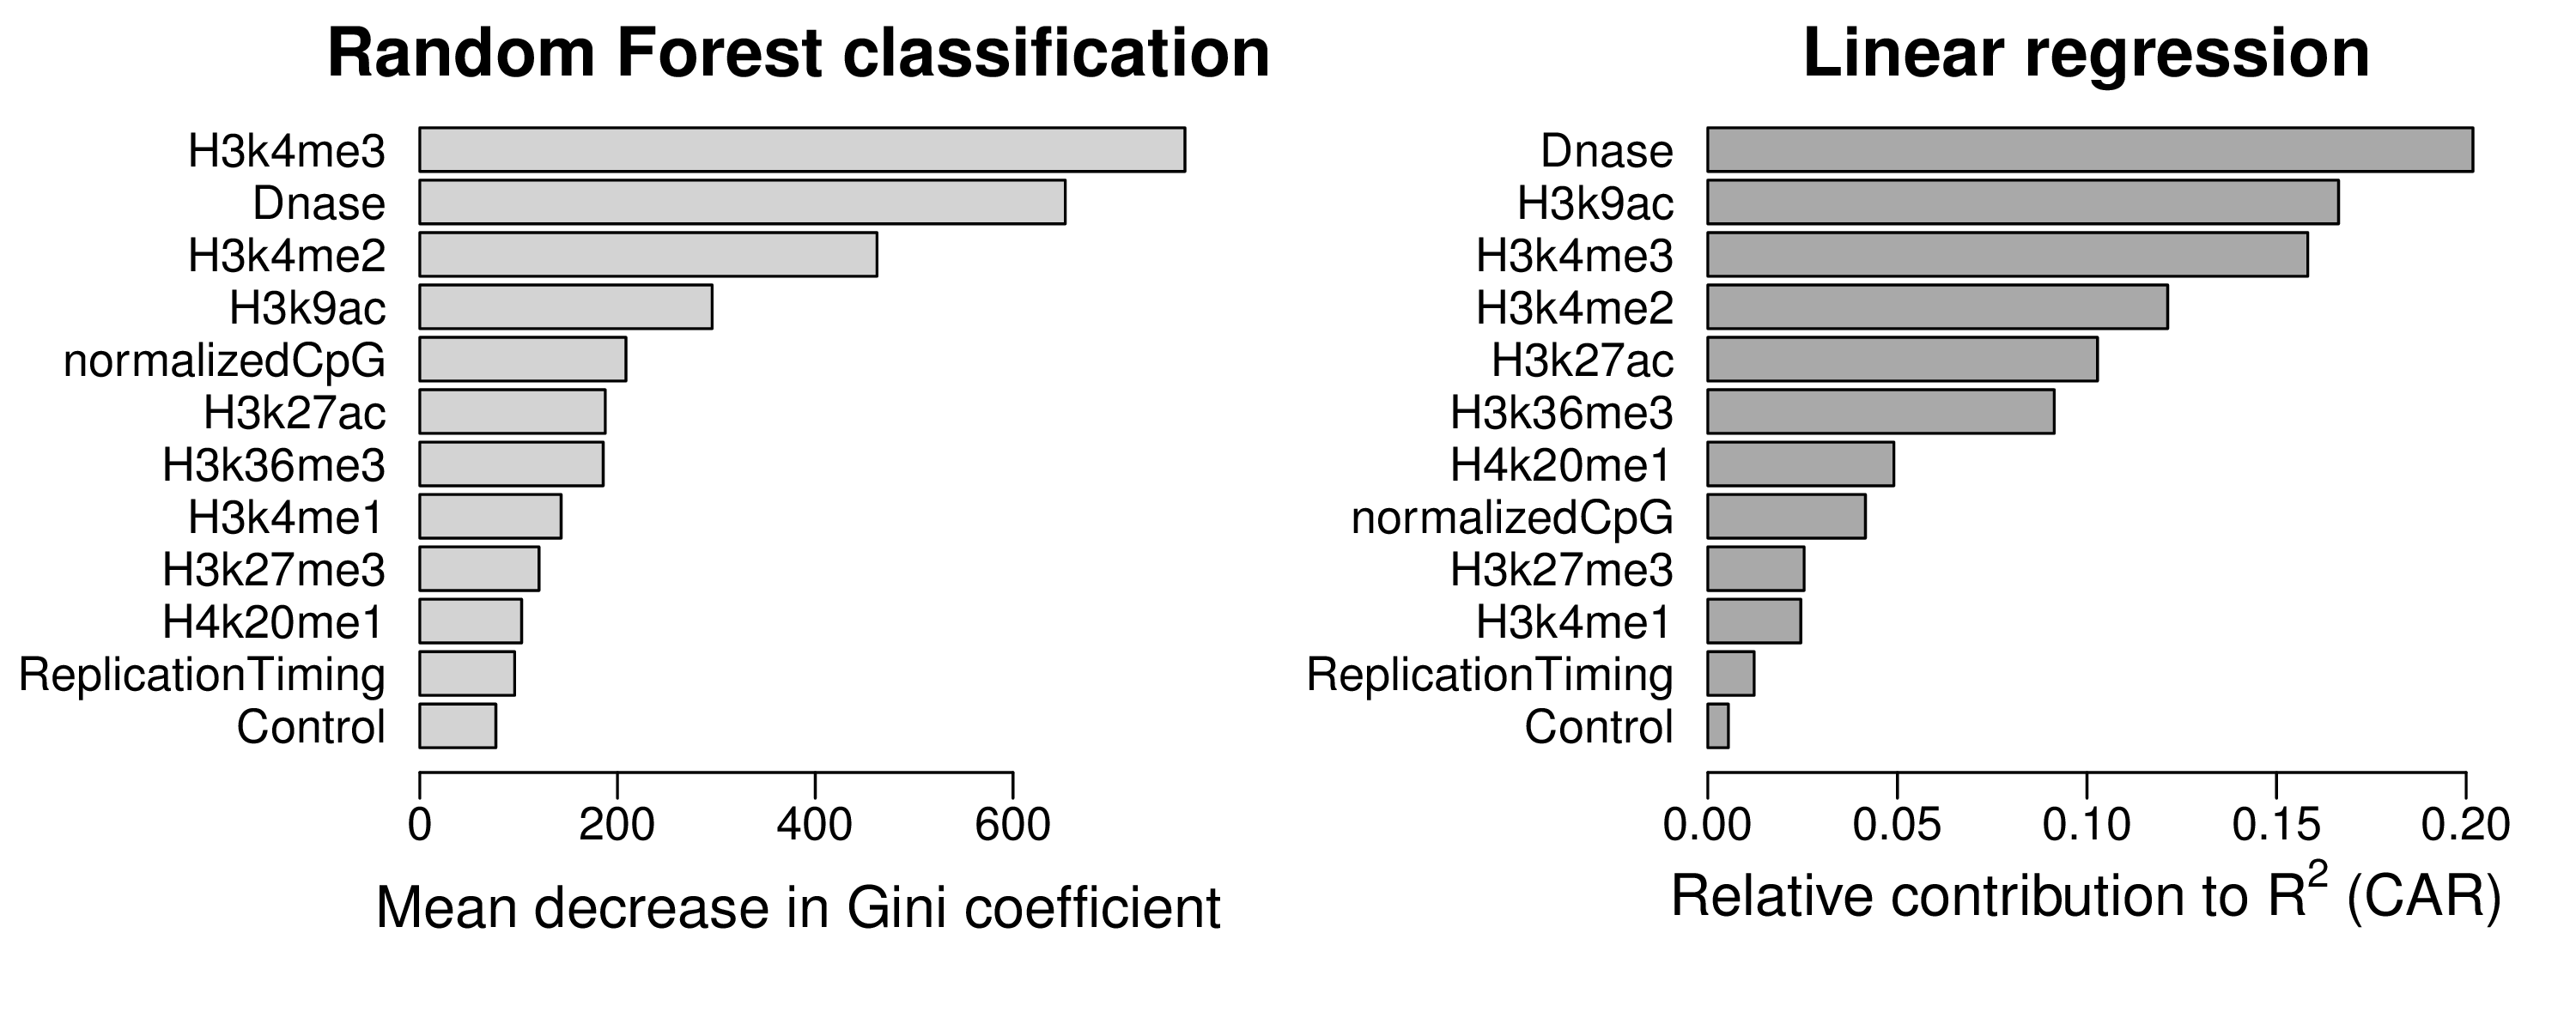 Random Forest classification
H3k4me3
Dnase
H3k4me2
H3k9ac
normalizedCpG
H3k27ac
H3k36me3
H3k4me1
H3k27me3
H4k20me1
ReplicationTiming
Control
0 200 400 600
Mean decrease in Gini coefficient
Linear regression
Dnase
H3k9ac
H3k4me3
H3k4me2
H3k27ac
H3k36me3
H4k20me1
normalizedCpG
H3k27me3
H3k4me1
ReplicationTiming
Control
0.00 0.05 0.10 0.15 0.20
Relative contribution to R² (CAR)